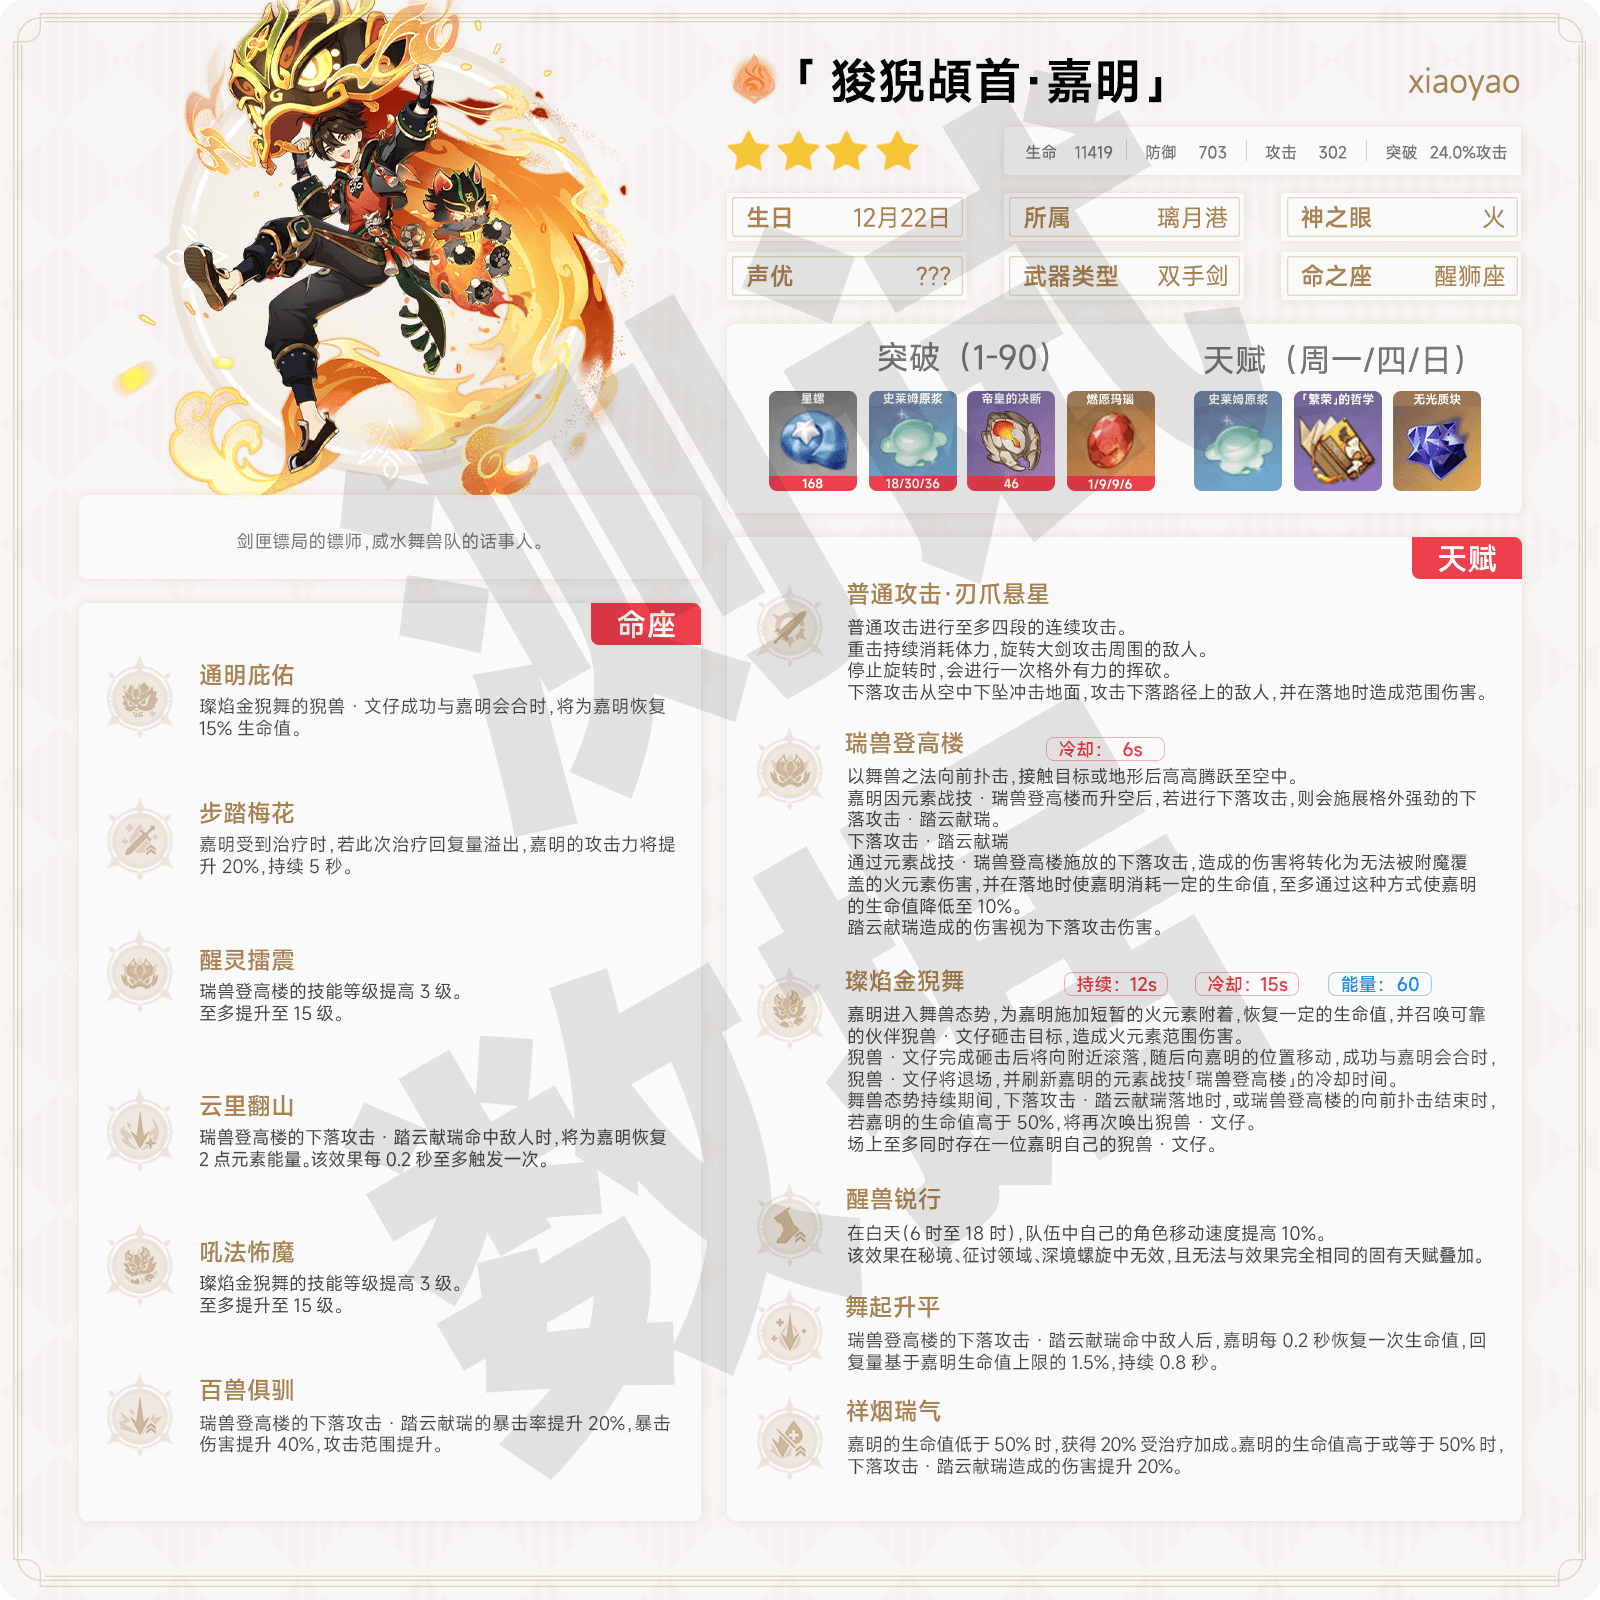 「狻猊頡首·嘉明」
xiaoyao
生命 11419 防御 703 攻击 302 突破 24.0%攻击
生日 12月22日 所属 璃月港 神之眼 火
声优 ??? 武器类型 双手剑 命之座 醒狮座
突破（1-90） 天赋（周一/四/日）
星螺 史莱姆原浆 帝皇的决断 燃愿玛瑙 史莱姆原浆 「繁荣」的哲学 无光质块
168 18/30/36 46 1/9/9/6
剑匣镖局的镖师,威水舞兽队的话事人。
命座
通明庇佑
璨焰金猊舞的猊兽 · 文仔成功与嘉明会合时,将为嘉明恢复
15% 生命值。
步踏梅花
嘉明受到治疗时,若此次治疗回复量溢出,嘉明的攻击力将提
升 20%,持续 5 秒。
醒灵擂震
瑞兽登高楼的技能等级提高 3 级。
至多提升至 15 级。
云里翻山
瑞兽登高楼的下落攻击 · 踏云献瑞命中敌人时,将为嘉明恢复
2 点元素能量。该效果每 0.2 秒至多触发一次。
吼法怖魔
璨焰金猊舞的技能等级提高 3 级。
至多提升至 15 级。
百兽俱驯
瑞兽登高楼的下落攻击 · 踏云献瑞的暴击率提升 20%,暴击
伤害提升 40%,攻击范围提升。
天赋
普通攻击·刃爪悬星
普通攻击进行至多四段的连续攻击。
重击持续消耗体力,旋转大剑攻击周围的敌人。
停止旋转时,会进行一次格外有力的挥砍。
下落攻击从空中下坠冲击地面,攻击下落路径上的敌人,并在落地时造成范围伤害。
瑞兽登高楼 冷却： 6s
以舞兽之法向前扑击,接触目标或地形后高高腾跃至空中。
嘉明因元素战技 · 瑞兽登高楼而升空后,若进行下落攻击,则会施展格外强劲的下
落攻击 · 踏云献瑞。
下落攻击 · 踏云献瑞
通过元素战技 · 瑞兽登高楼施放的下落攻击,造成的伤害将转化为无法被附魔覆
盖的火元素伤害,并在落地时使嘉明消耗一定的生命值,至多通过这种方式使嘉明
的生命值降低至 10%。
踏云献瑞造成的伤害视为下落攻击伤害。
璨焰金猊舞 持续：12s 冷却：15s 能量：60
嘉明进入舞兽态势,为嘉明施加短暂的火元素附着,恢复一定的生命值,并召唤可靠
的伙伴猊兽 · 文仔砸击目标,造成火元素范围伤害。
猊兽 · 文仔完成砸击后将向附近滚落,随后向嘉明的位置移动,成功与嘉明会合时,
猊兽 · 文仔将退场,并刷新嘉明的元素战技「瑞兽登高楼」的冷却时间。
舞兽态势持续期间,下落攻击 · 踏云献瑞落地时,或瑞兽登高楼的向前扑击结束时,
若嘉明的生命值高于 50%,将再次唤出猊兽 · 文仔。
场上至多同时存在一位嘉明自己的猊兽 · 文仔。
醒兽锐行
在白天(6 时至 18 时),队伍中自己的角色移动速度提高 10%。
该效果在秘境、征讨领域、深境螺旋中无效,且无法与效果完全相同的固有天赋叠加。
舞起升平
瑞兽登高楼的下落攻击 · 踏云献瑞命中敌人后,嘉明每 0.2 秒恢复一次生命值,回
复量基于嘉明生命值上限的 1.5%,持续 0.8 秒。
祥烟瑞气
嘉明的生命值低于 50% 时,获得 20% 受治疗加成。嘉明的生命值高于或等于 50% 时,
下落攻击 · 踏云献瑞造成的伤害提升 20%。
测试
数据